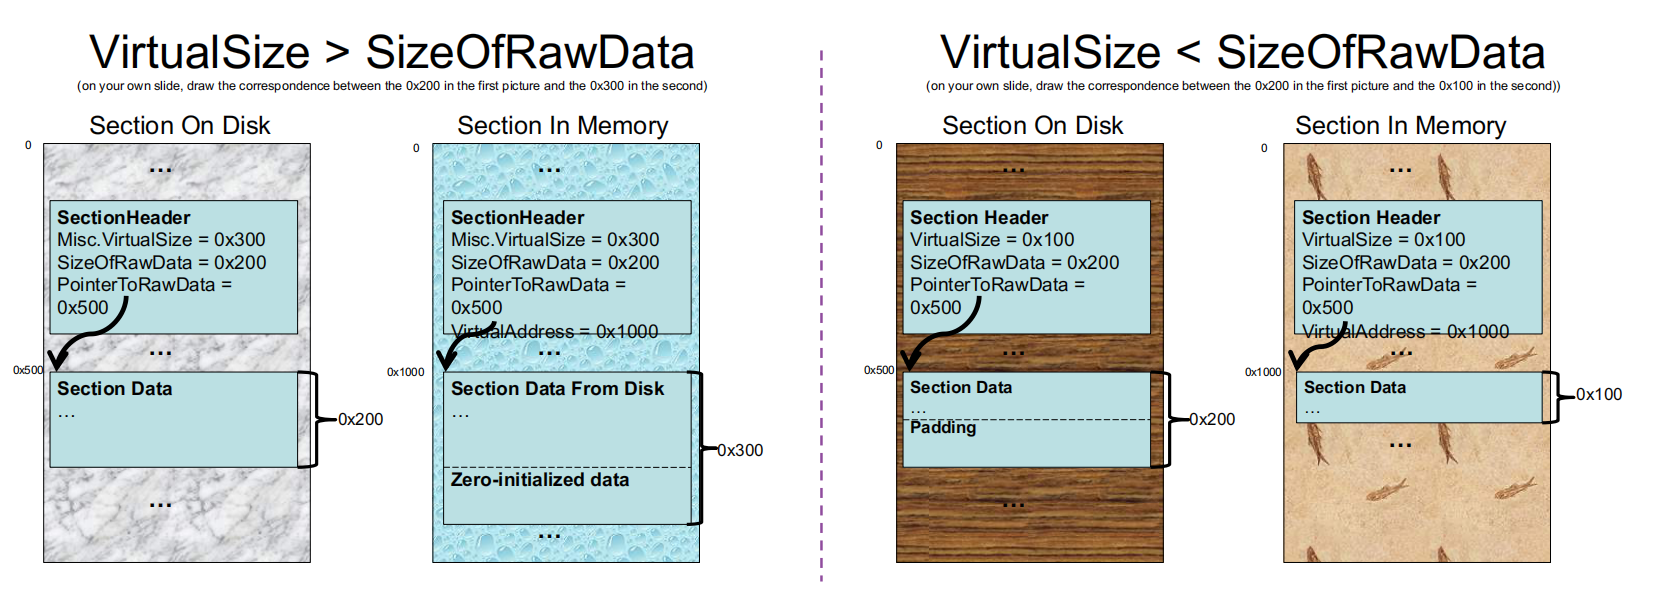 VirtualSize > SizeOfRawData
(on your own slide, draw the correspondence between the 0x200 in the first picture and the 0x300 in the second)
Section On Disk
0
...
SectionHeader
Misc.VirtualSize = 0x300
SizeOfRawData = 0x200
PointerToRawData =
0x500
...
0x500
Section Data
...
0x200
...
Section In Memory
0
...
SectionHeader
Misc.VirtualSize = 0x300
SizeOfRawData = 0x200
PointerToRawData =
0x500
VirtualAddress = 0x1000
...
0x1000
Section Data From Disk
...
0x300
Zero-initialized data
...
VirtualSize < SizeOfRawData
(on your own slide, draw the correspondence between the 0x200 in the first picture and the 0x100 in the second))
Section On Disk
0
...
Section Header
VirtualSize = 0x100
SizeOfRawData = 0x200
PointerToRawData =
0x500
...
0x500
Section Data
...
Padding
0x200
...
Section In Memory
0
...
Section Header
VirtualSize = 0x100
SizeOfRawData = 0x200
PointerToRawData =
0x500
VirtualAddress = 0x1000
...
0x1000
Section Data
...
0x100
...